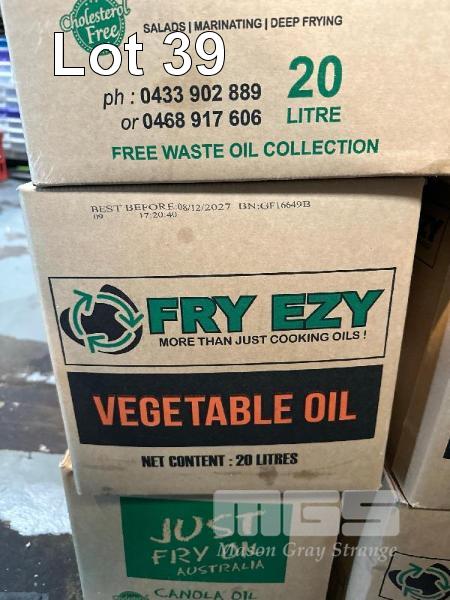 Cholesterol
Free
SALADS | MARINATING | DEEP FRYING
Lot 39
ph : 0433 902 889
or 0468 917 606
20
LITRE
FREE WASTE OIL COLLECTION
BEST BEFORE:08/12/2027 BN:GF16649B
09 17:20:40
FRY EZY
MORE THAN JUST COOKING OILS !
VEGETABLE OIL
NET CONTENT : 20 LITRES
MGS
Mason Gray Strange
JUST
FRY OIL
AUSTRALIA
CANOLA OIL